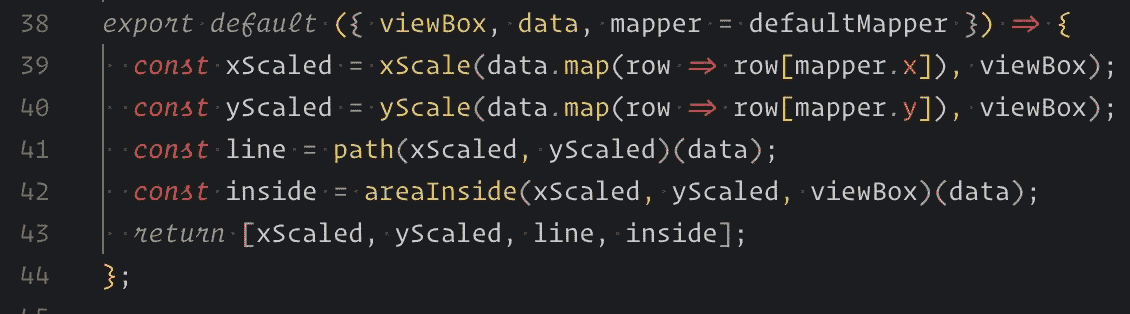 38 export default ({ viewBox, data, mapper = defaultMapper }) => {
39 const xScaled = xScale(data.map(row => row[mapper.x]), viewBox);
40 const yScaled = yScale(data.map(row => row[mapper.y]), viewBox);
41 const line = path(xScaled, yScaled)(data);
42 const inside = areaInside(xScaled, yScaled, viewBox)(data);
43 return [xScaled, yScaled, line, inside];
44 };